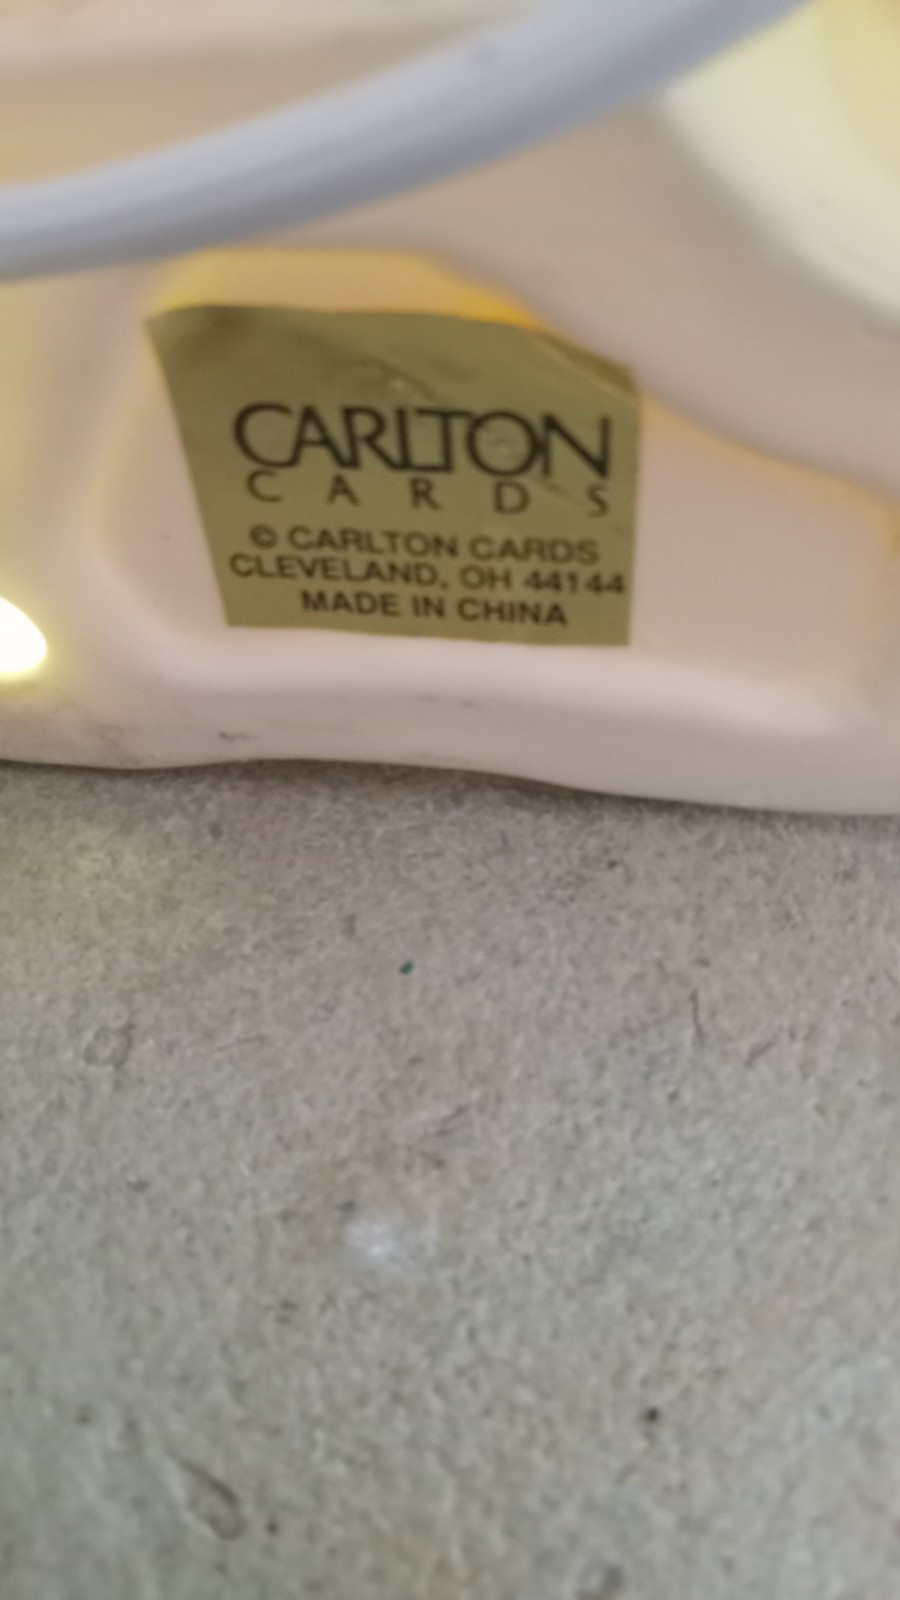 CARLTON
CARDS
© CARLTON CARDS
CLEVELAND, OH 44144
MADE IN CHINA